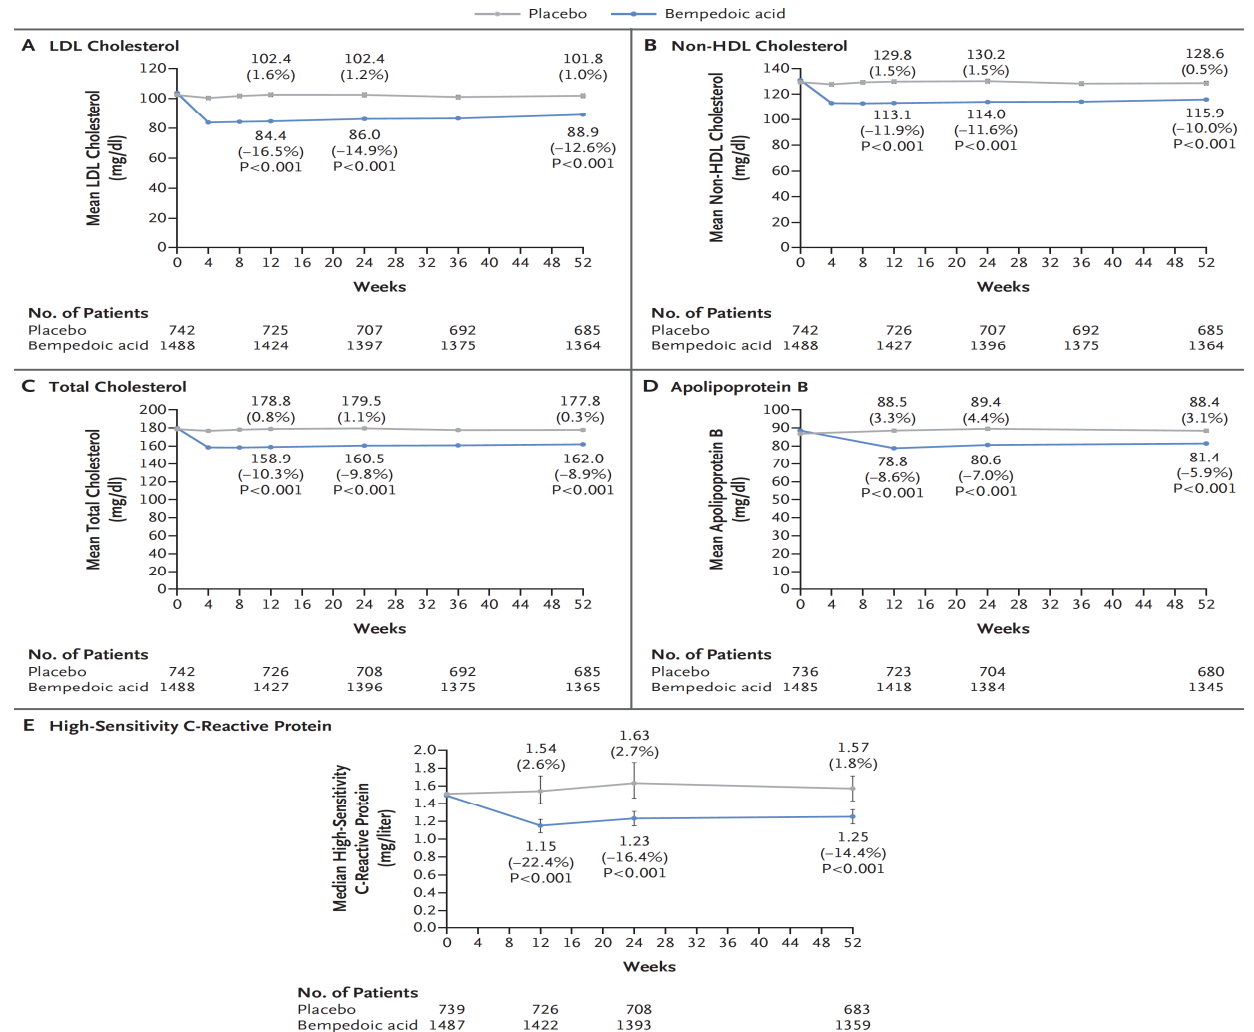 Placebo Bempedoic acid
A LDL Cholesterol
102.4 102.4 101.8
(1.6%) (1.2%) (1.0%)
120
100
80
60
40
20
0
Mean LDL Cholesterol
(mg/dl)
84.4 86.0 88.9
(−16.5%) (−14.9%) (−12.6%)
P<0.001 P<0.001 P<0.001
0 4 8 12 16 20 24 28 32 36 40 44 48 52
Weeks
No. of Patients
Placebo 742 725 707 692 685
Bempedoic acid 1488 1424 1397 1375 1364
B Non-HDL Cholesterol
129.8 130.2 128.6
(1.5%) (1.5%) (0.5%)
140
120
100
80
60
40
20
0
Mean Non-HDL Cholesterol
(mg/dl)
113.1 114.0 115.9
(−11.9%) (−11.6%) (−10.0%)
P<0.001 P<0.001 P<0.001
0 4 8 12 16 20 24 28 32 36 40 44 48 52
Weeks
No. of Patients
Placebo 742 726 707 692 685
Bempedoic acid 1488 1427 1396 1375 1364
C Total Cholesterol
178.8 179.5 177.8
(0.8%) (1.1%) (0.3%)
200
180
160
140
120
100
80
60
40
20
0
Mean Total Cholesterol
(mg/dl)
158.9 160.5 162.0
(−10.3%) (−9.8%) (−8.9%)
P<0.001 P<0.001 P<0.001
0 4 8 12 16 20 24 28 32 36 40 44 48 52
Weeks
No. of Patients
Placebo 742 726 708 692 685
Bempedoic acid 1488 1427 1396 1375 1365
D Apolipoprotein B
88.5 89.4 88.4
(3.3%) (4.4%) (3.1%)
100
90
80
70
60
50
40
30
20
10
0
Mean Apolipoprotein B
(mg/dl)
78.8 80.6 81.4
(−8.6%) (−7.0%) (−5.9%)
P<0.001 P<0.001 P<0.001
0 4 8 12 16 20 24 28 32 36 40 44 48 52
Weeks
No. of Patients
Placebo 736 723 704 680
Bempedoic acid 1485 1418 1384 1345
E High-Sensitivity C-Reactive Protein
1.54 1.63 1.57
(2.6%) (2.7%) (1.8%)
2.0
1.8
1.6
1.4
1.2
1.0
0.8
0.6
0.4
0.2
0.0
Median High-Sensitivity
C-Reactive Protein
(mg/liter)
1.15 1.23 1.25
(−22.4%) (−16.4%) (−14.4%)
P<0.001 P<0.001 P<0.001
0 4 8 12 16 20 24 28 32 36 40 44 48 52
Weeks
No. of Patients
Placebo 739 726 708 683
Bempedoic acid 1487 1422 1393 1359